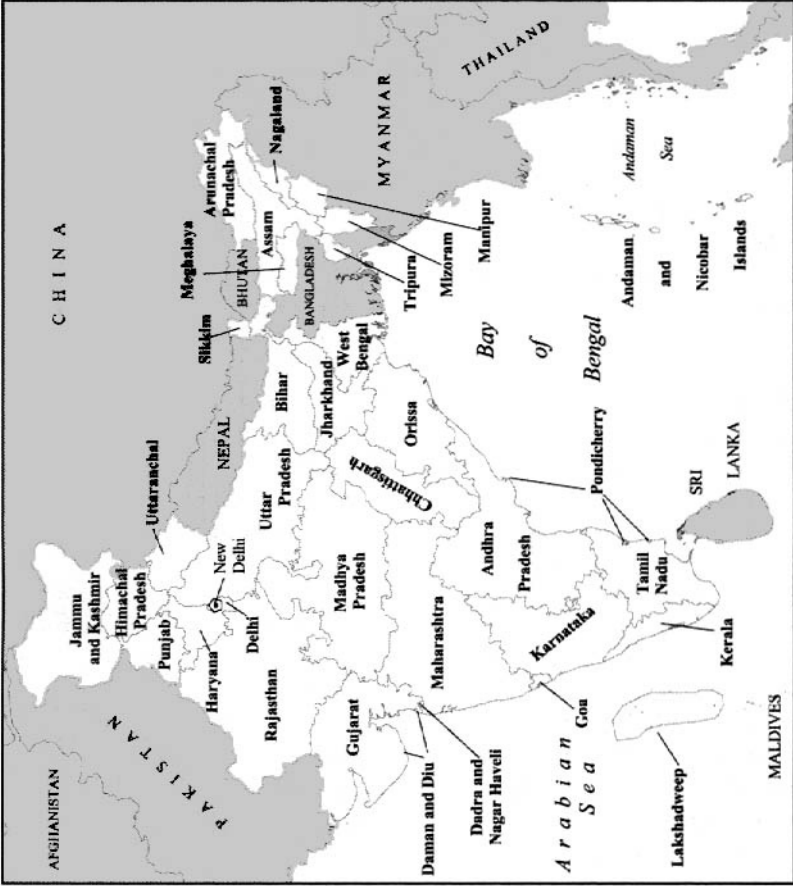 CHINA
AFGHANISTAN
PAKISTAN
Jammu
and Kashmir
Himachal
Pradesh
Punjab
Uttaranchal
Haryana
New
Delhi
Delhi
Rajasthan
NEPAL
Uttar
Pradesh
Sikkim
BHUTAN
Meghalaya
Arunachal
Pradesh
Assam
Nagaland
Bihar
BANGLADESH
Gujarat
Madhya
Pradesh
Jharkhand
West
Bengal
Chhattisgarh
Tripura
Mizoram
Manipur
MYANMAR
THAILAND
Daman and Diu
Dadra and
Nagar Haveli
Maharashtra
Orissa
Andhra
Pradesh
Bay
of
Bengal
Arabian
Sea
Goa
Karnataka
Pondicherry
Andaman
and
Nicobar
Islands
Andaman
Sea
Lakshadweep
Kerala
Tamil
Nadu
SRI
LANKA
MALDIVES